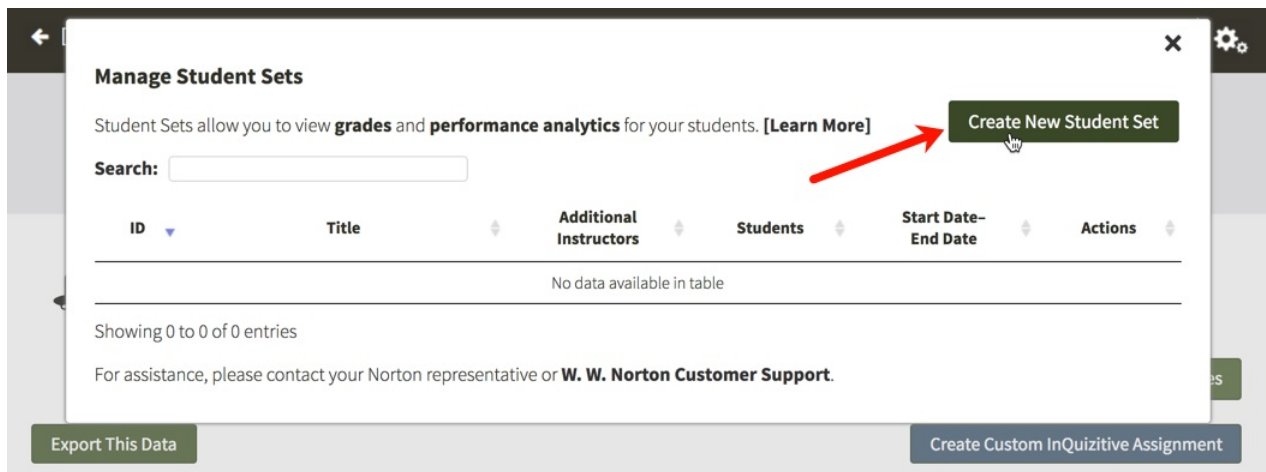 Manage Student Sets
Student Sets allow you to view grades and performance analytics for your students. [Learn More]
Create New Student Set
Search:
ID
Title
Additional
Instructors
Students
Start Date–
End Date
Actions
No data available in table
Showing 0 to 0 of 0 entries
For assistance, please contact your Norton representative or W. W. Norton Customer Support.
Export This Data
Create Custom InQuizitive Assignment